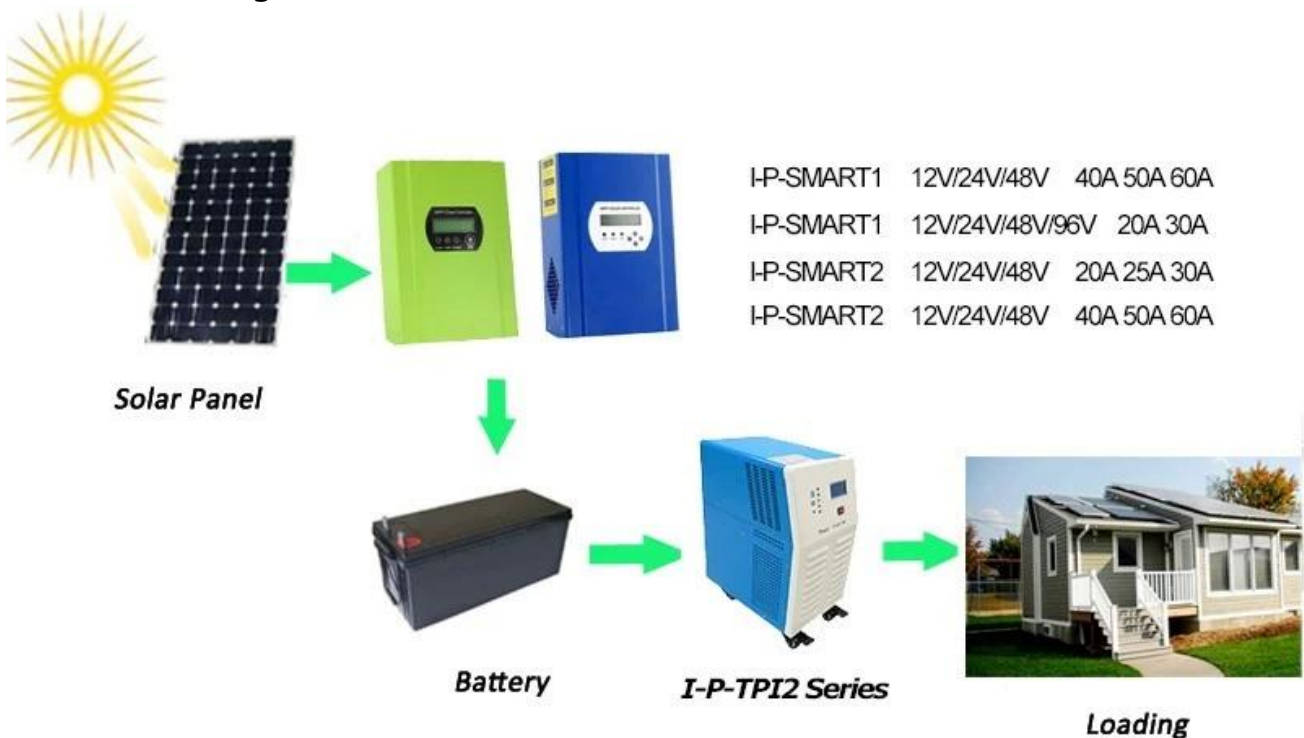 I-P-SMART1 12V/24V/48V 40A 50A 60A
I-P-SMART1 12V/24V/48V/96V 20A 30A
I-P-SMART2 12V/24V/48V 20A 25A 30A
I-P-SMART2 12V/24V/48V 40A 50A 60A
Solar Panel
Battery
I-P-TPI2 Series
Loading